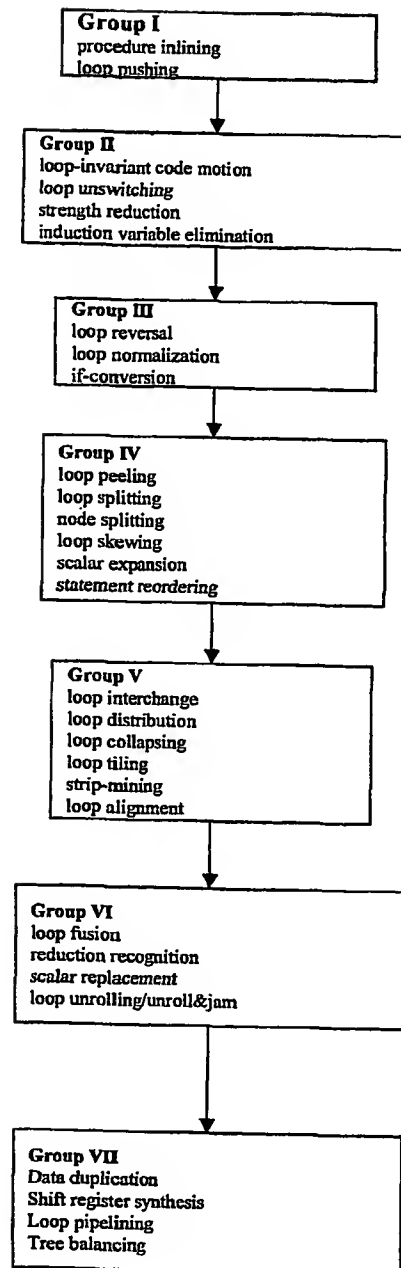 Group I
procedure inlining
loop pushing
Group II
loop-invariant code motion
loop unswitching
strength reduction
induction variable elimination
Group III
loop reversal
loop normalization
if-conversion
Group IV
loop peeling
loop splitting
node splitting
loop skewing
scalar expansion
statement reordering
Group V
loop interchange
loop distribution
loop collapsing
loop tiling
strip-mining
loop alignment
Group VI
loop fusion
reduction recognition
scalar replacement
loop unrolling/unroll&jam
Group VII
Data duplication
Shift register synthesis
Loop pipelining
Tree balancing